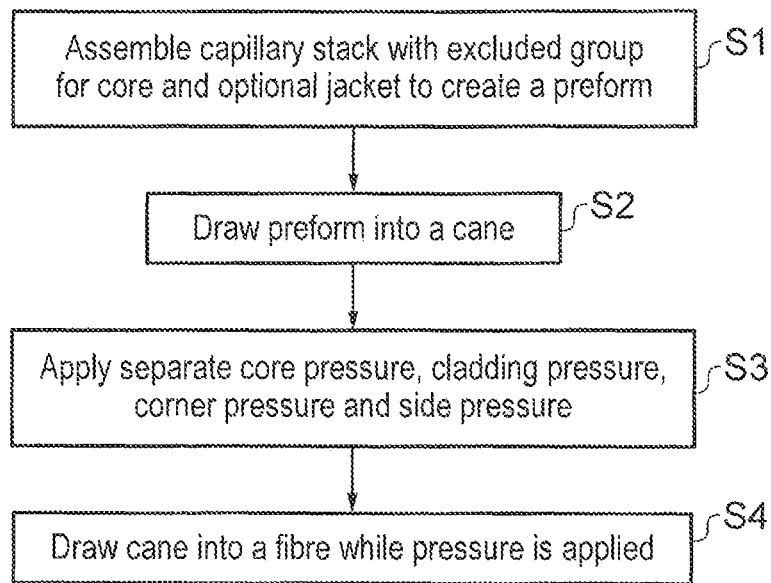 Assemble capillary stack with excluded group
for core and optional jacket to create a preform
S1
Draw preform into a cane
S2
Apply separate core pressure, cladding pressure,
corner pressure and side pressure
S3
Draw cane into a fibre while pressure is applied
S4